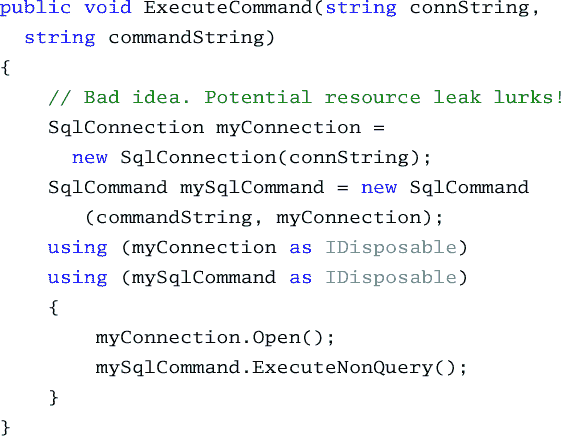 public void ExecuteCommand(string connString,
  string commandString)
{
    // Bad idea. Potential resource leak lurks!
    SqlConnection myConnection =
      new SqlConnection(connString);
    SqlCommand mySqlCommand = new SqlCommand
       (commandString, myConnection);
    using (myConnection as IDisposable)
    using (mySqlCommand as IDisposable)
    {
        myConnection.Open();
        mySqlCommand.ExecuteNonQuery();
    }
}